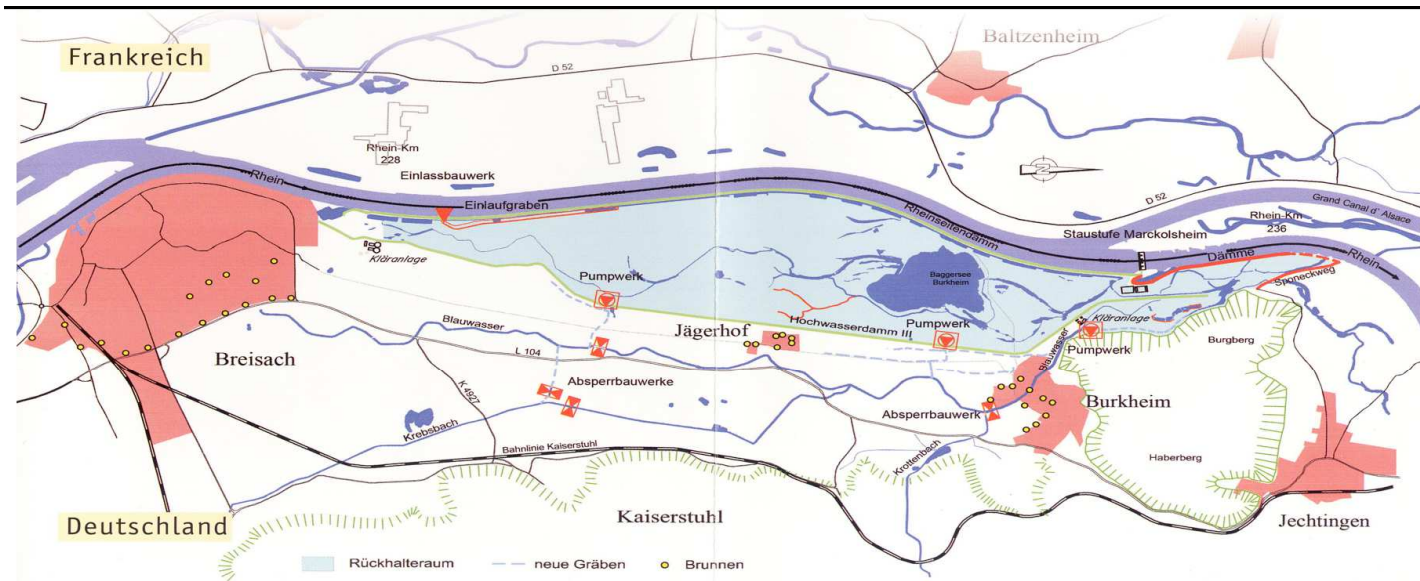 Frankreich
Baltzenheim
D 52
Rhein-Km
228
Einlassbauwerk
Rhein
Einlaufgraben
N
D 52
Grand Canal d' Alsace
Rheinseitendamm
Staustufe Marckolsheim
Rhein-Km
236
Rhein
Dämme
Sponeckweg
Kläranlage
Pumpwerk
Baggersee
Burkheim
Kläranlage
Hochwasserdamm III
Pumpwerk
Pumpwerk
Burgberg
Blauwasser
Jägerhof
Blauwasser
Breisach
L 104
K 4927
Absperrbauwerke
Absperrbauwerk
Burkheim
Krebsbach
Bahnlinie Kaiserstuhl
Krottenbach
Haberberg
Deutschland
Kaiserstuhl
Jechtingen
Rückhalteraum
neue Gräben
Brunnen